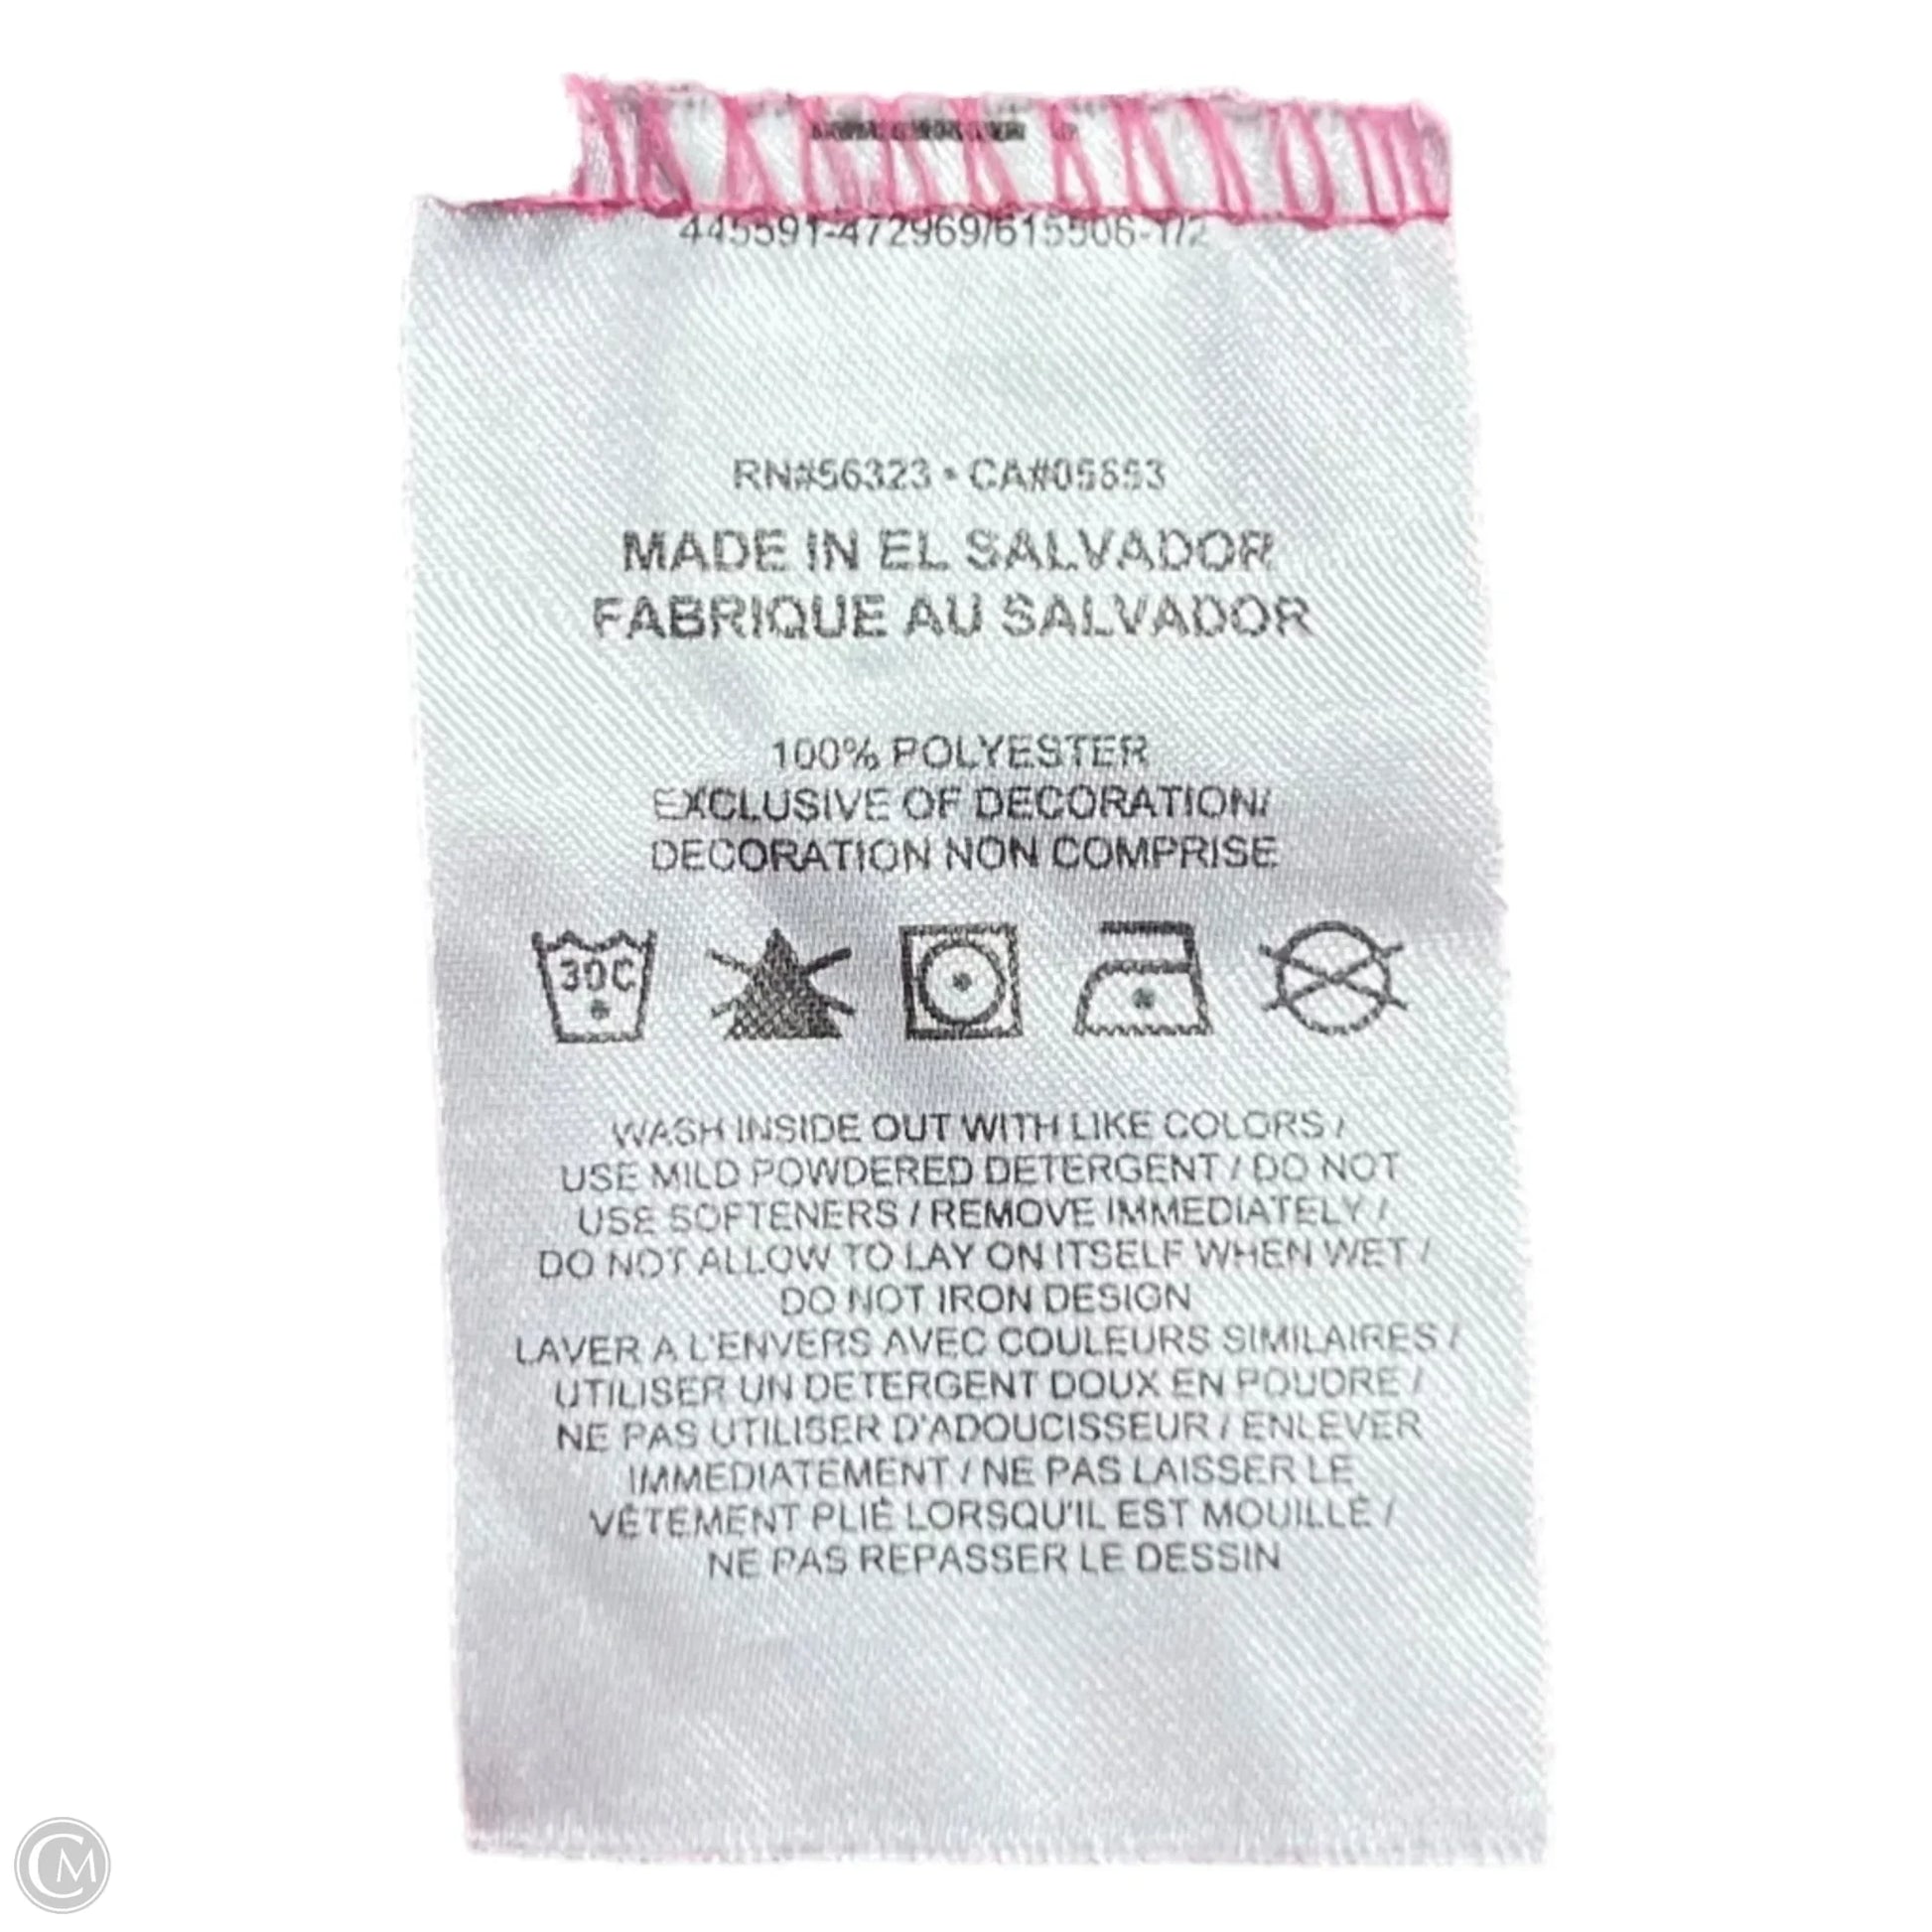 445591-472969/615506-1/2
RN#56323 • CA#05553
MADE IN EL SALVADOR
FABRIQUE AU SALVADOR
100% POLYESTER
EXCLUSIVE OF DECORATION/
DECORATION NON COMPRISE
30C
WASH INSIDE OUT WITH LIKE COLORS /
USE MILD POWDERED DETERGENT / DO NOT
USE SOFTENERS / REMOVE IMMEDIATELY /
DO NOT ALLOW TO LAY ON ITSELF WHEN WET /
DO NOT IRON DESIGN
LAVER A L'ENVERS AVEC COULEURS SIMILAIRES /
UTILISER UN DETERGENT DOUX EN POUDRE /
NE PAS UTILISER D'ADOUCISSEUR / ENLEVER
IMMEDIATEMENT / NE PAS LAISSER LE
VÊTEMENT PLIÉ LORSQU'IL EST MOUILLÉ /
NE PAS REPASSER LE DESSIN
CM